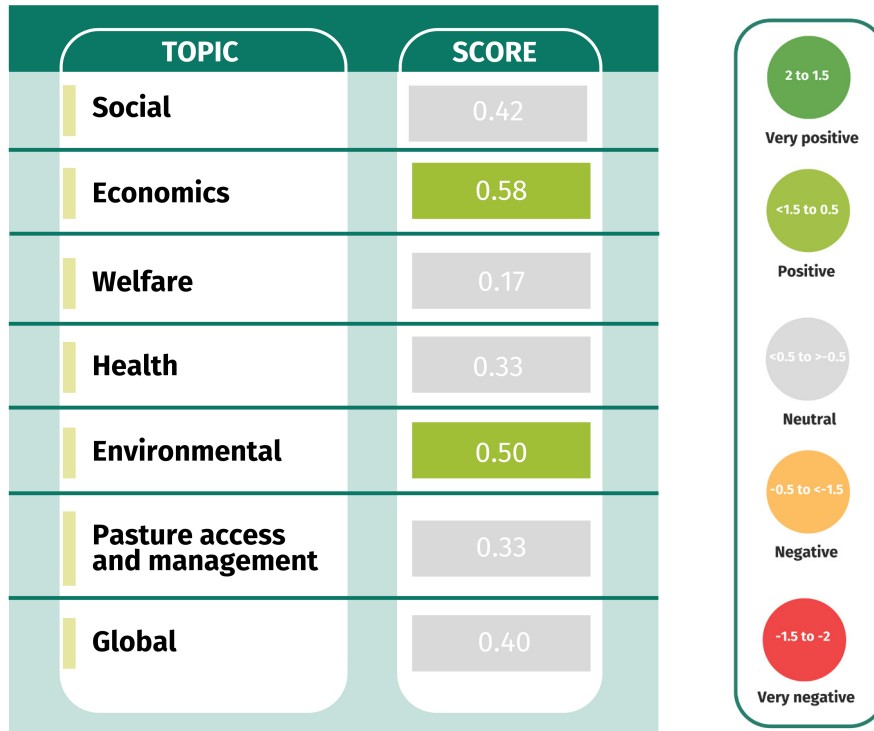 TOPIC SCORE
Social 0.42
Economics 0.58
Welfare 0.17
Health 0.33
Environmental 0.50
Pasture access
and management 0.33
Global 0.40
2 to 1.5
Very positive
<1.5 to 0.5
Positive
<0.5 to >-0.5
Neutral
-0.5 to <-1.5
Negative
-1.5 to -2
Very negative